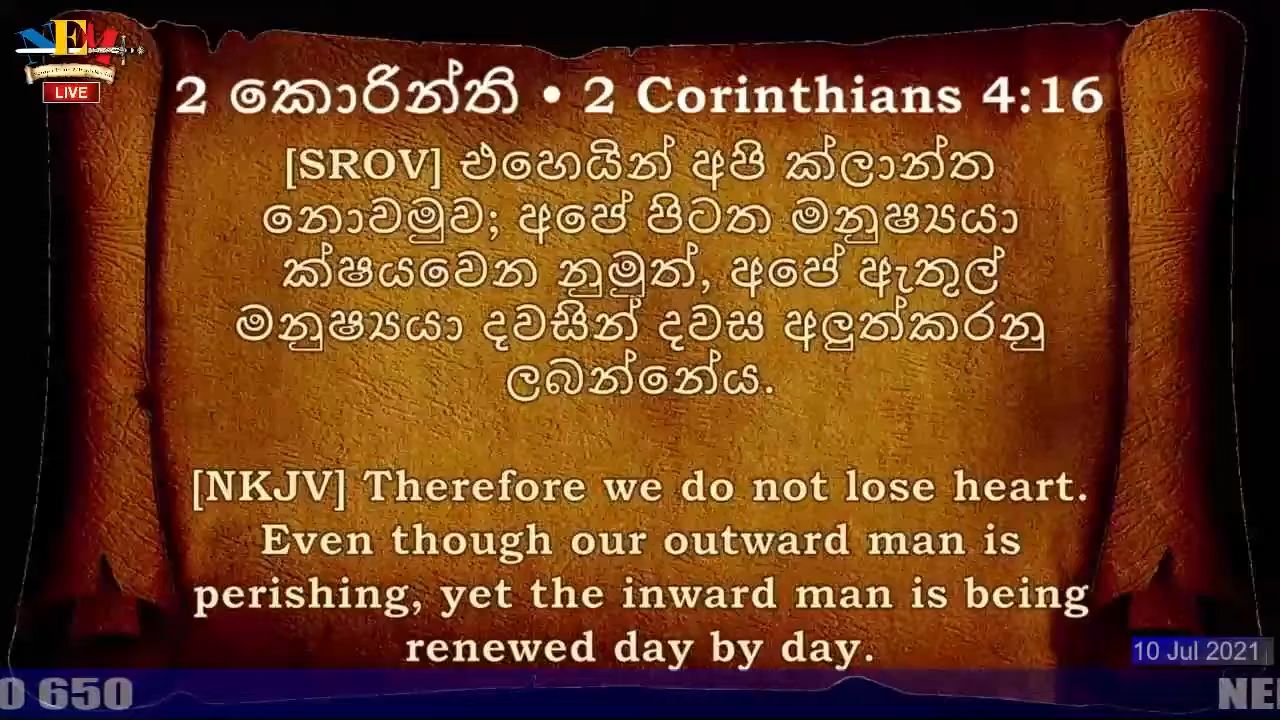 NEM
LIVE
2 කොරින්ති • 2 Corinthians 4:16
[SROV] එහෙයින් අපි ක්ලාන්ත
නොවමුව; අපේ පිටත මනුෂ්‍යයා
ක්ෂයවෙන නුමුත්, අපේ ඇතුල්
මනුෂ්‍යයා දවසින් දවස අලුත්කරනු
ලබන්නේය.
[NKJV] Therefore we do not lose heart.
Even though our outward man is
perishing, yet the inward man is being
renewed day by day.
10 Jul 2021
0 650